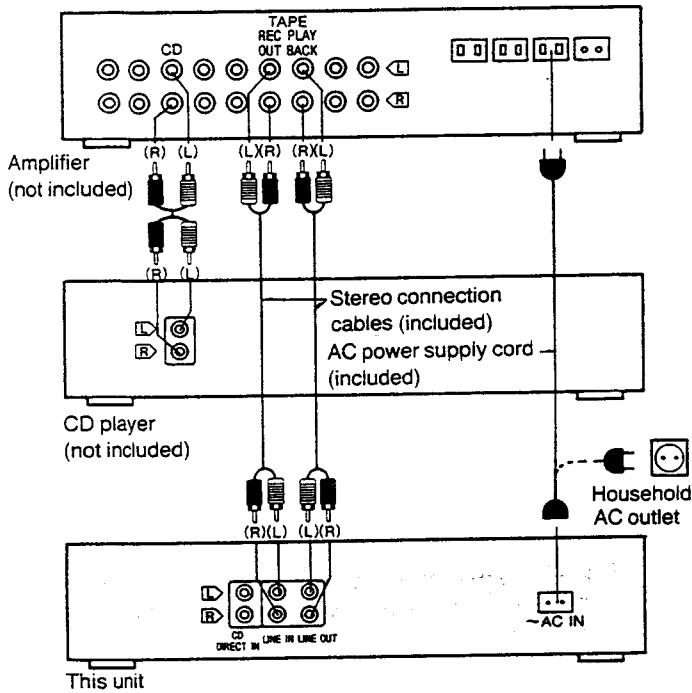 TAPE
REC PLAY
CD OUT BACK
L
R
(R) (L) (L)(R) (R)(L)
Amplifier
(not included)
(R) (L)
Stereo connection
cables (included)
L
R
AC power supply cord
(included)
CD player
(not included)
Household
AC outlet
(R)(L) (L)(R)
L
R
CD
DIRECT IN LINE IN LINE OUT
~AC IN
This unit